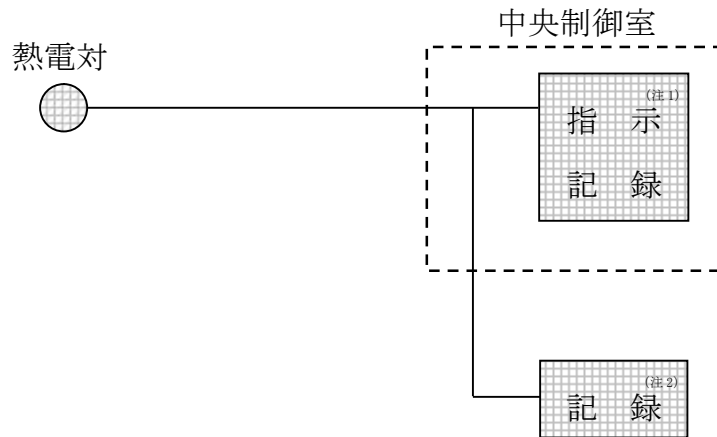 中央制御室
熱電対
(注1)
指 示
記 録
(注2)
記 録